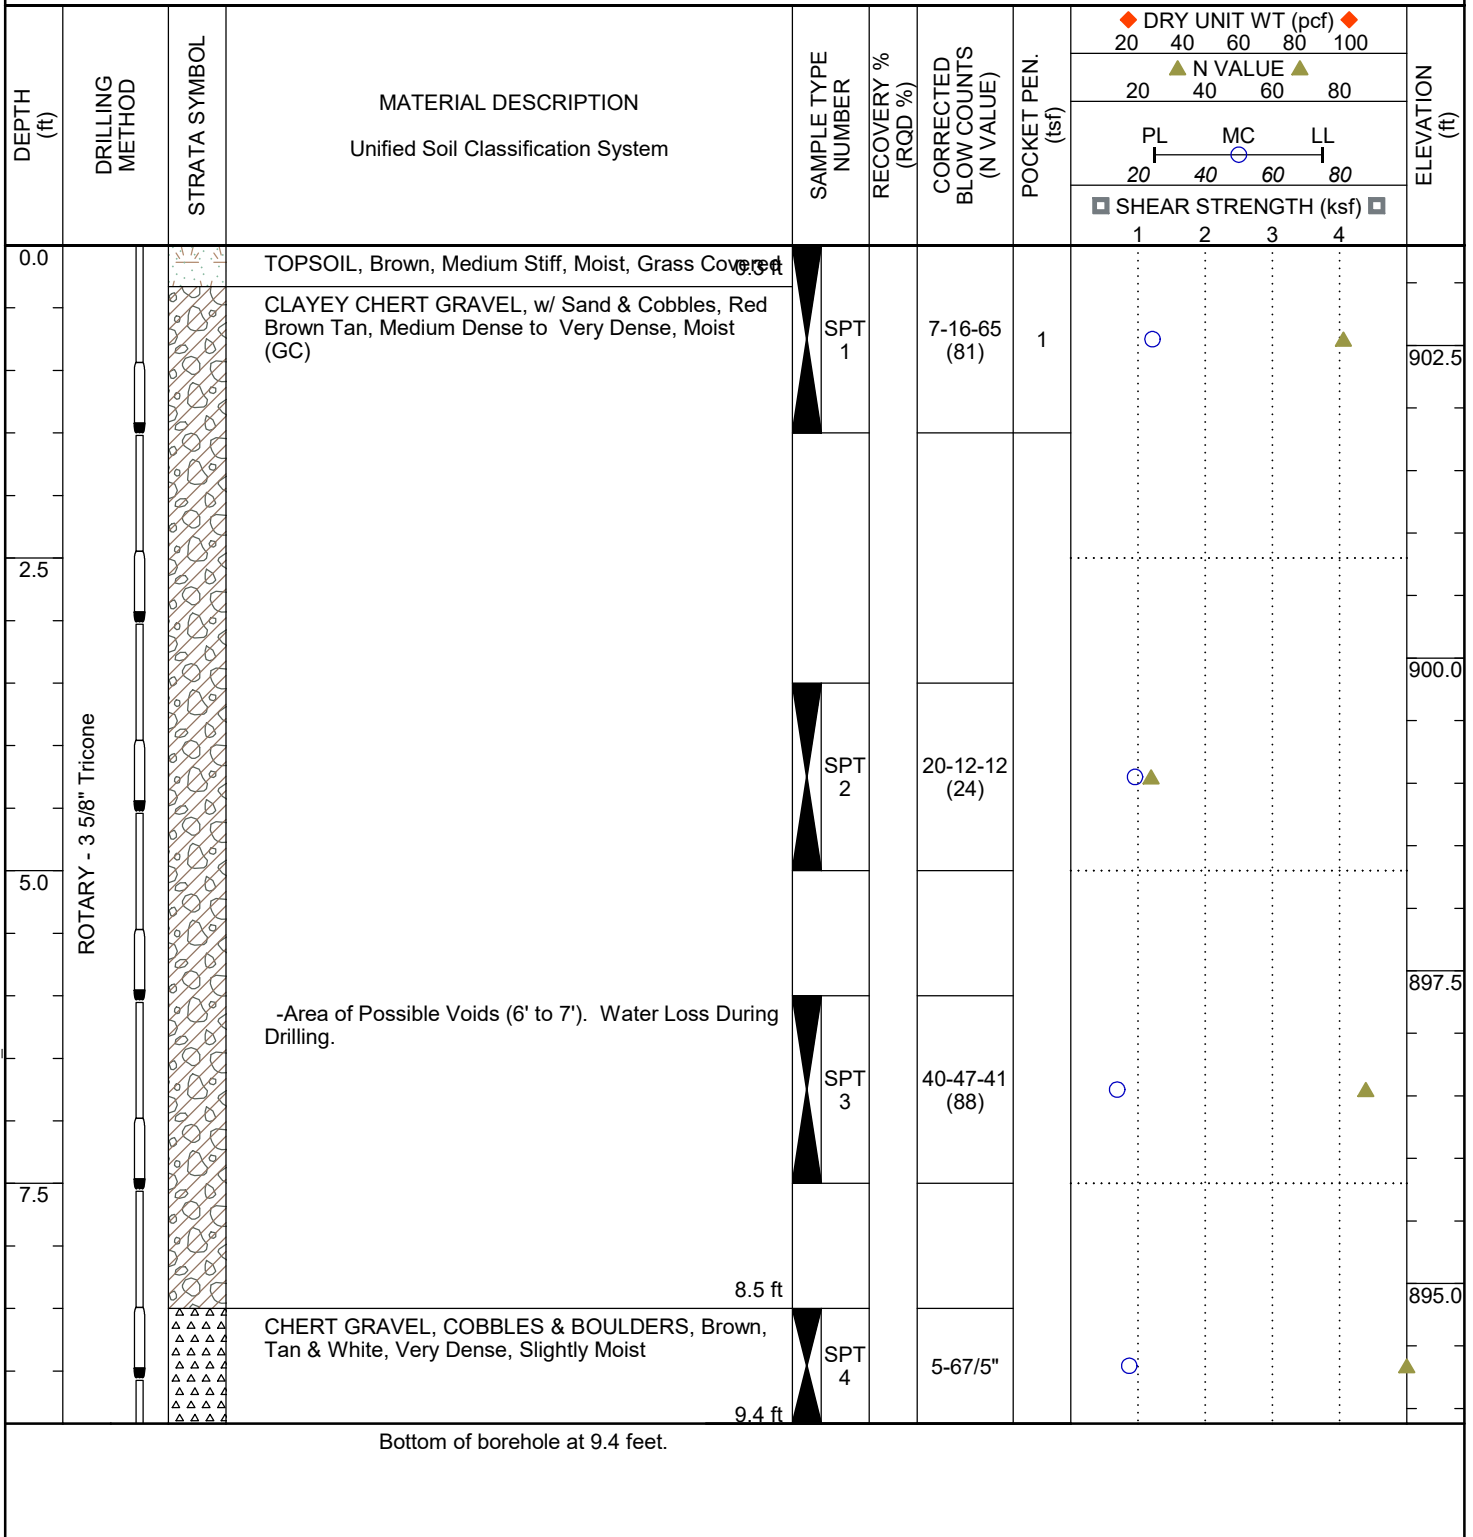 DEPTH
(ft)
DRILLING
METHOD
STRATA SYMBOL
MATERIAL DESCRIPTION
Unified Soil Classification System
SAMPLE TYPE
NUMBER
RECOVERY %
(RQD %)
CORRECTED
BLOW COUNTS
(N VALUE)
POCKET PEN.
(tsf)
DRY UNIT WT (pcf)
20 40 60 80 100
N VALUE
20 40 60 80
PL MC LL
20 40 60 80
SHEAR STRENGTH (ksf)
1 2 3 4
ELEVATION
(ft)
0.0
TOPSOIL, Brown, Medium Stiff, Moist, Grass Covered
0.3 ft
CLAYEY CHERT GRAVEL, w/ Sand & Cobbles, Red
Brown Tan, Medium Dense to Very Dense, Moist
(GC)
SPT
1
7-16-65
(81)
1
902.5
2.5
900.0
SPT
2
20-12-12
(24)
ROTARY - 3 5/8" Tricone
5.0
897.5
-Area of Possible Voids (6' to 7'). Water Loss During
Drilling.
SPT
3
40-47-41
(88)
7.5
8.5 ft
895.0
CHERT GRAVEL, COBBLES & BOULDERS, Brown,
Tan & White, Very Dense, Slightly Moist
SPT
4
5-67/5"
9.4 ft
Bottom of borehole at 9.4 feet.